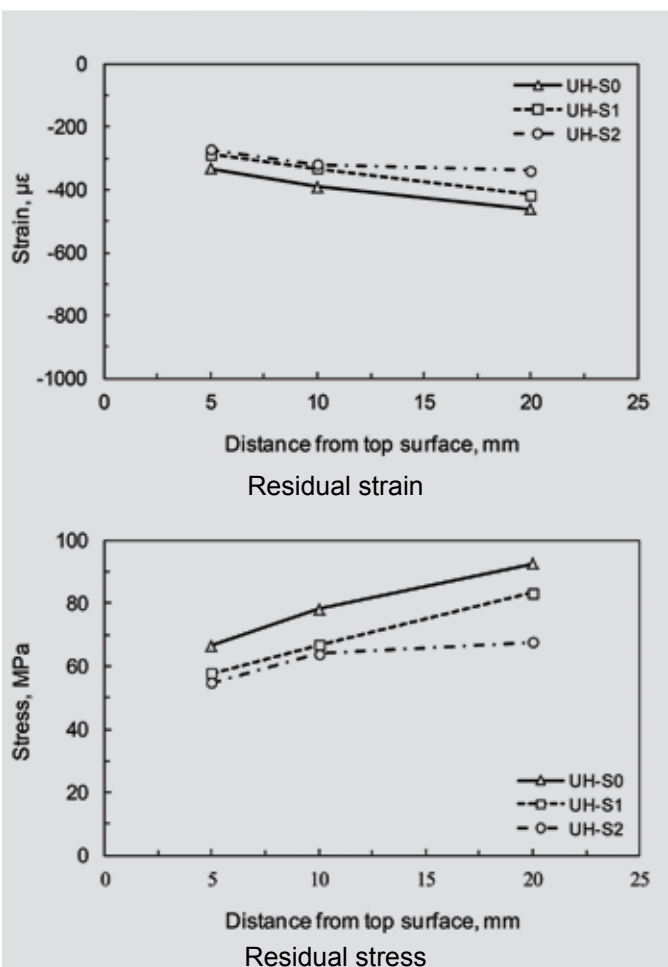 0
-200
-400
-600
-800
-1000
Strain, µε
UH-S0
UH-S1
UH-S2
0 5 10 15 20 25
Distance from top surface, mm
Residual strain
100
80
60
40
20
0
Stress, MPa
UH-S0
UH-S1
UH-S2
0 5 10 15 20 25
Distance from top surface, mm
Residual stress